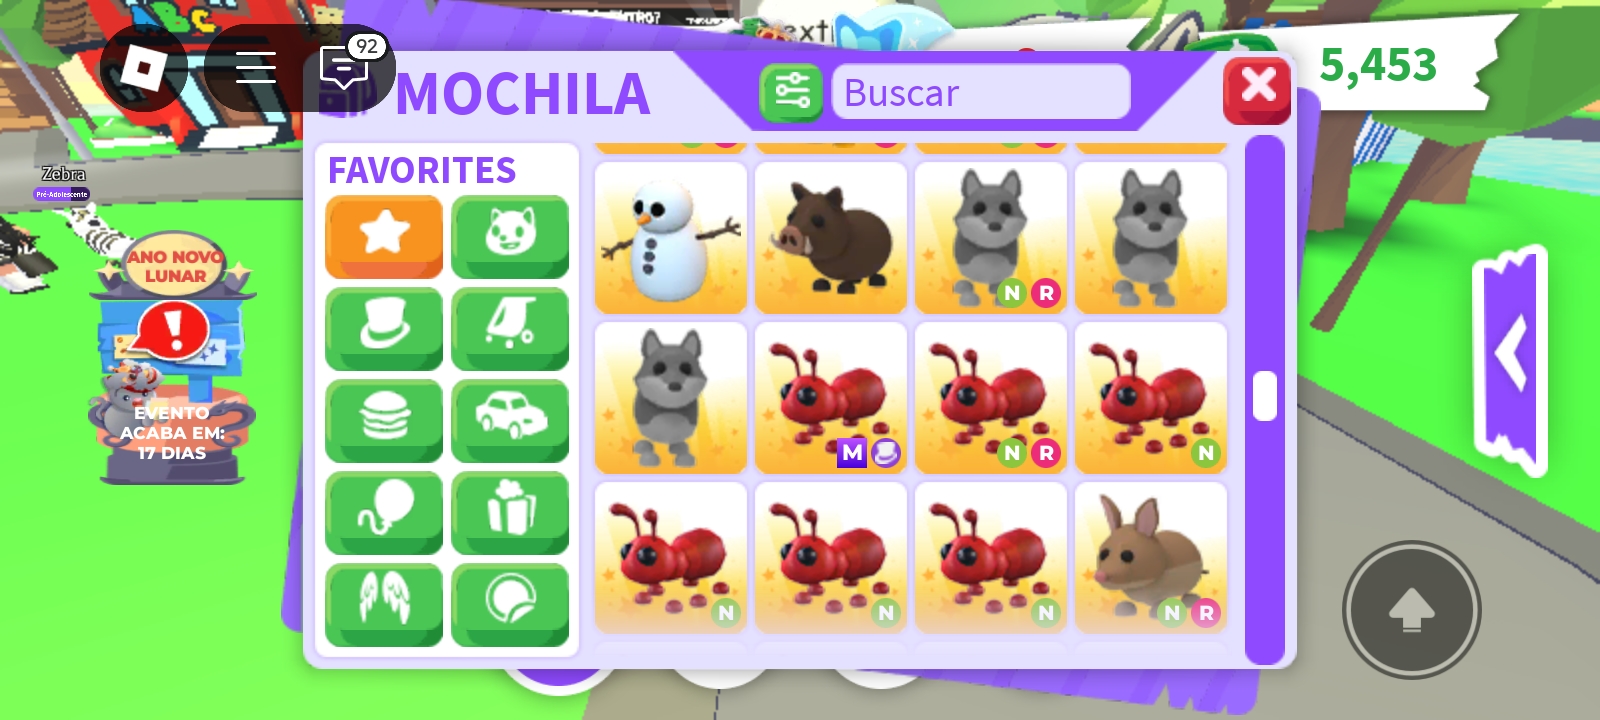 92
MOCHILA
Buscar
5,453
Zebra
Pré-Adolescente
FAVORITES
ANO NOVO
LUNAR
!
EVENTO
ACABA EM:
17 DIAS
N R
M
N R
N
N
N
N
N R